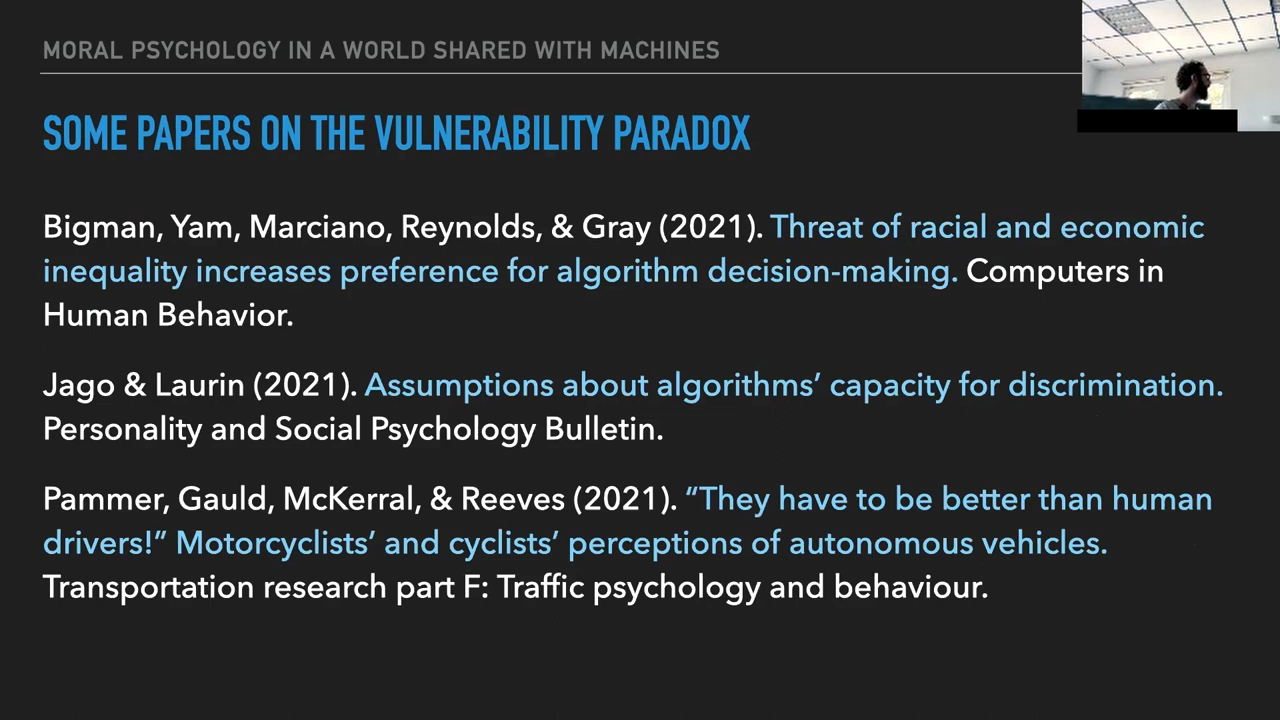 MORAL PSYCHOLOGY IN A WORLD SHARED WITH MACHINES
SOME PAPERS ON THE VULNERABILITY PARADOX
Bigman, Yam, Marciano, Reynolds, & Gray (2021). Threat of racial and economic
inequality increases preference for algorithm decision-making. Computers in
Human Behavior.
Jago & Laurin (2021). Assumptions about algorithms’ capacity for discrimination.
Personality and Social Psychology Bulletin.
Pammer, Gauld, McKerral, & Reeves (2021). “They have to be better than human
drivers!” Motorcyclists’ and cyclists’ perceptions of autonomous vehicles.
Transportation research part F: Traffic psychology and behaviour.